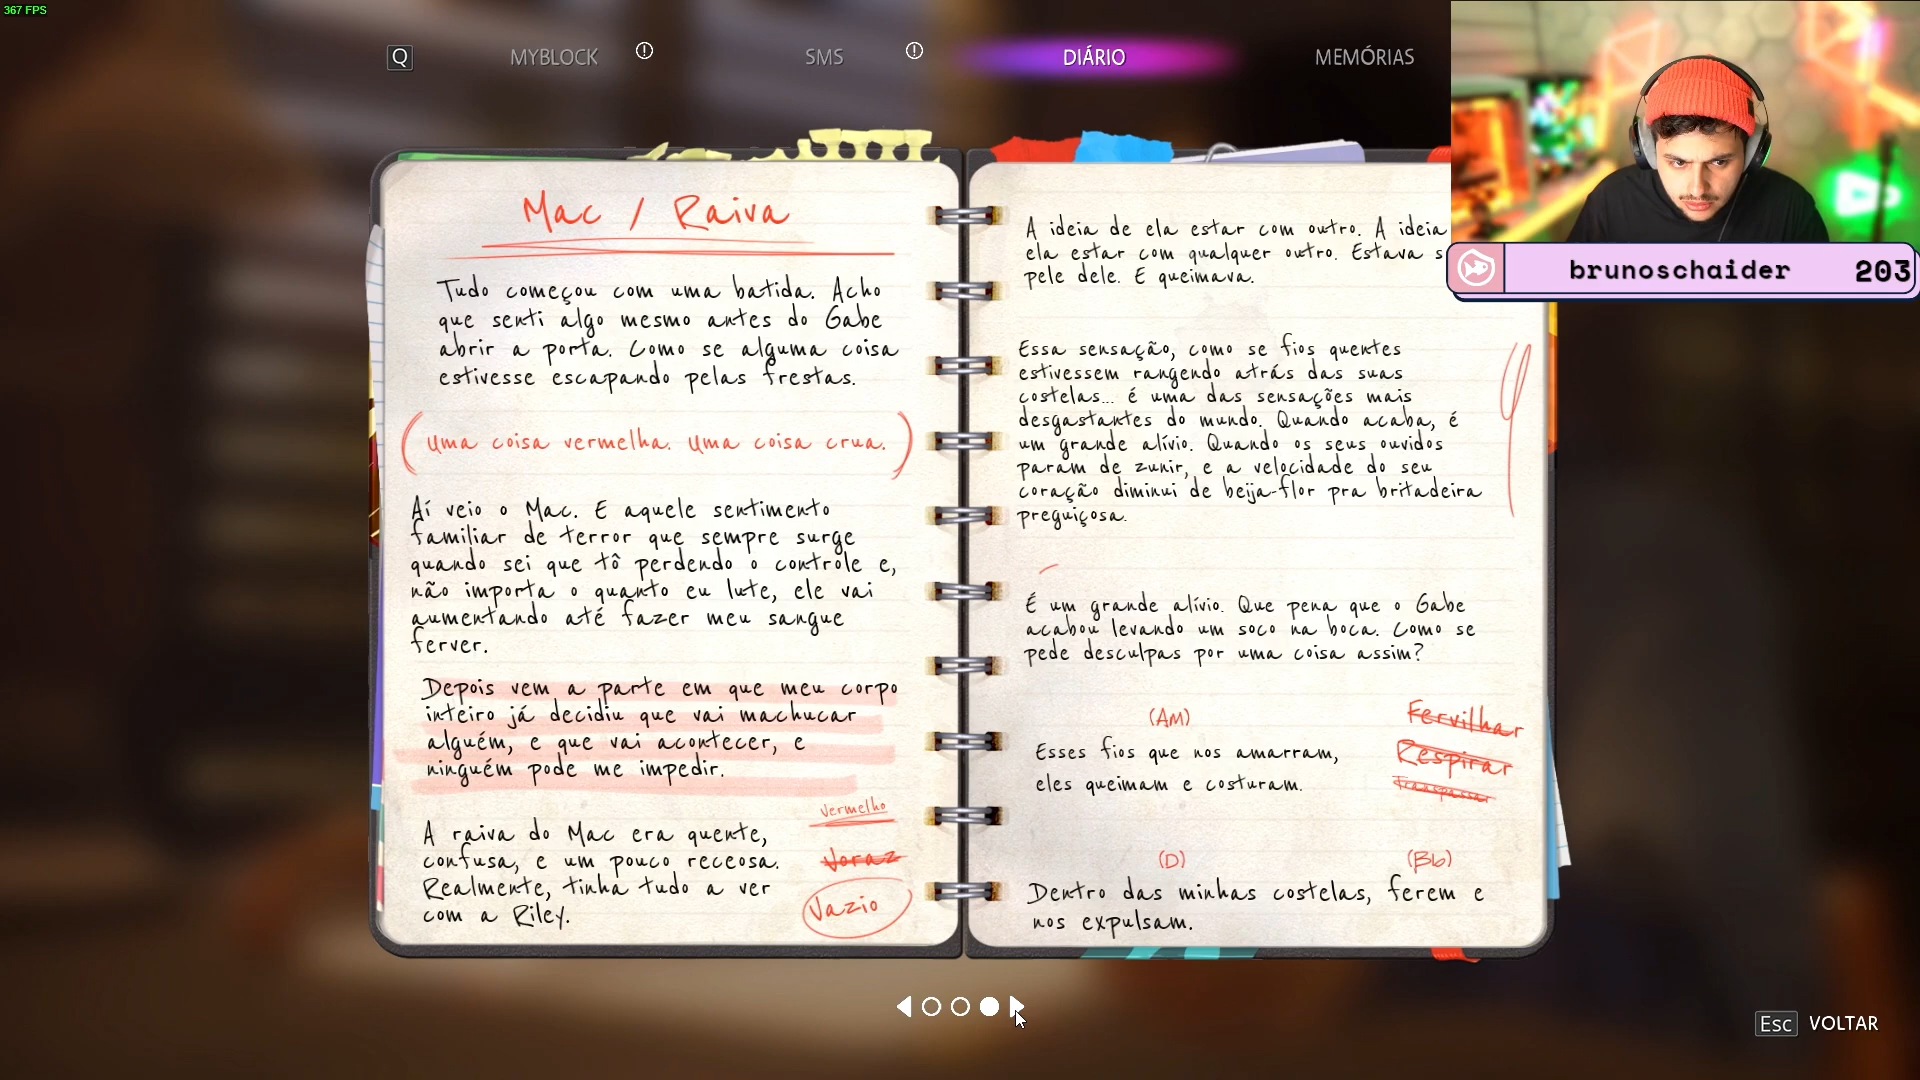 367 FPS
Q MYBLOCK SMS DIÁRIO MEMÓRIAS
brunoschaider 203
Mac / Raiva
Tudo começou com uma batida. Acho
que senti algo mesmo antes do Gabe
abrir a porta. Como se alguma coisa
estivesse escapando pelas frestas.
(Uma coisa vermelha. Uma coisa crua.)
Aí veio o Mac. E aquele sentimento
familiar de terror que sempre surge
quando sei que tô perdendo o controle e,
não importa o quanto eu lute, ele vai
aumentando até fazer meu sangue
ferver.
Depois vem a parte em que meu corpo
inteiro já decidiu que vai machucar
alguém, e que vai acontecer, e
ninguém pode me impedir.
A raiva do Mac era quente,
confusa, e um pouco receosa.
Realmente, tinha tudo a ver
com a Riley.
Vermelho
Voraz
Vazio
A ideia de ela estar com outro. A ideia
ela estar com qualquer outro. Estava s
pele dele. E queimava.
Essa sensação, como se fios quentes
estivessem rangendo atrás das suas
costelas... é uma das sensações mais
desgastantes do mundo. Quando acaba, é
um grande alívio. Quando os seus ouvidos
param de zunir, e a velocidade do seu
coração diminui de beija-flor pra britadeira
preguiçosa.
É um grande alívio. Que pena que o Gabe
acabou levando um soco na boca. Como se
pede desculpas por uma coisa assim?
(AM)
Esses fios que nos amarram,
eles queimam e costuram.
Fervilhar
Respirar
(D) (Bb)
Dentro das minhas costelas, ferem e
nos expulsam.
Esc VOLTAR